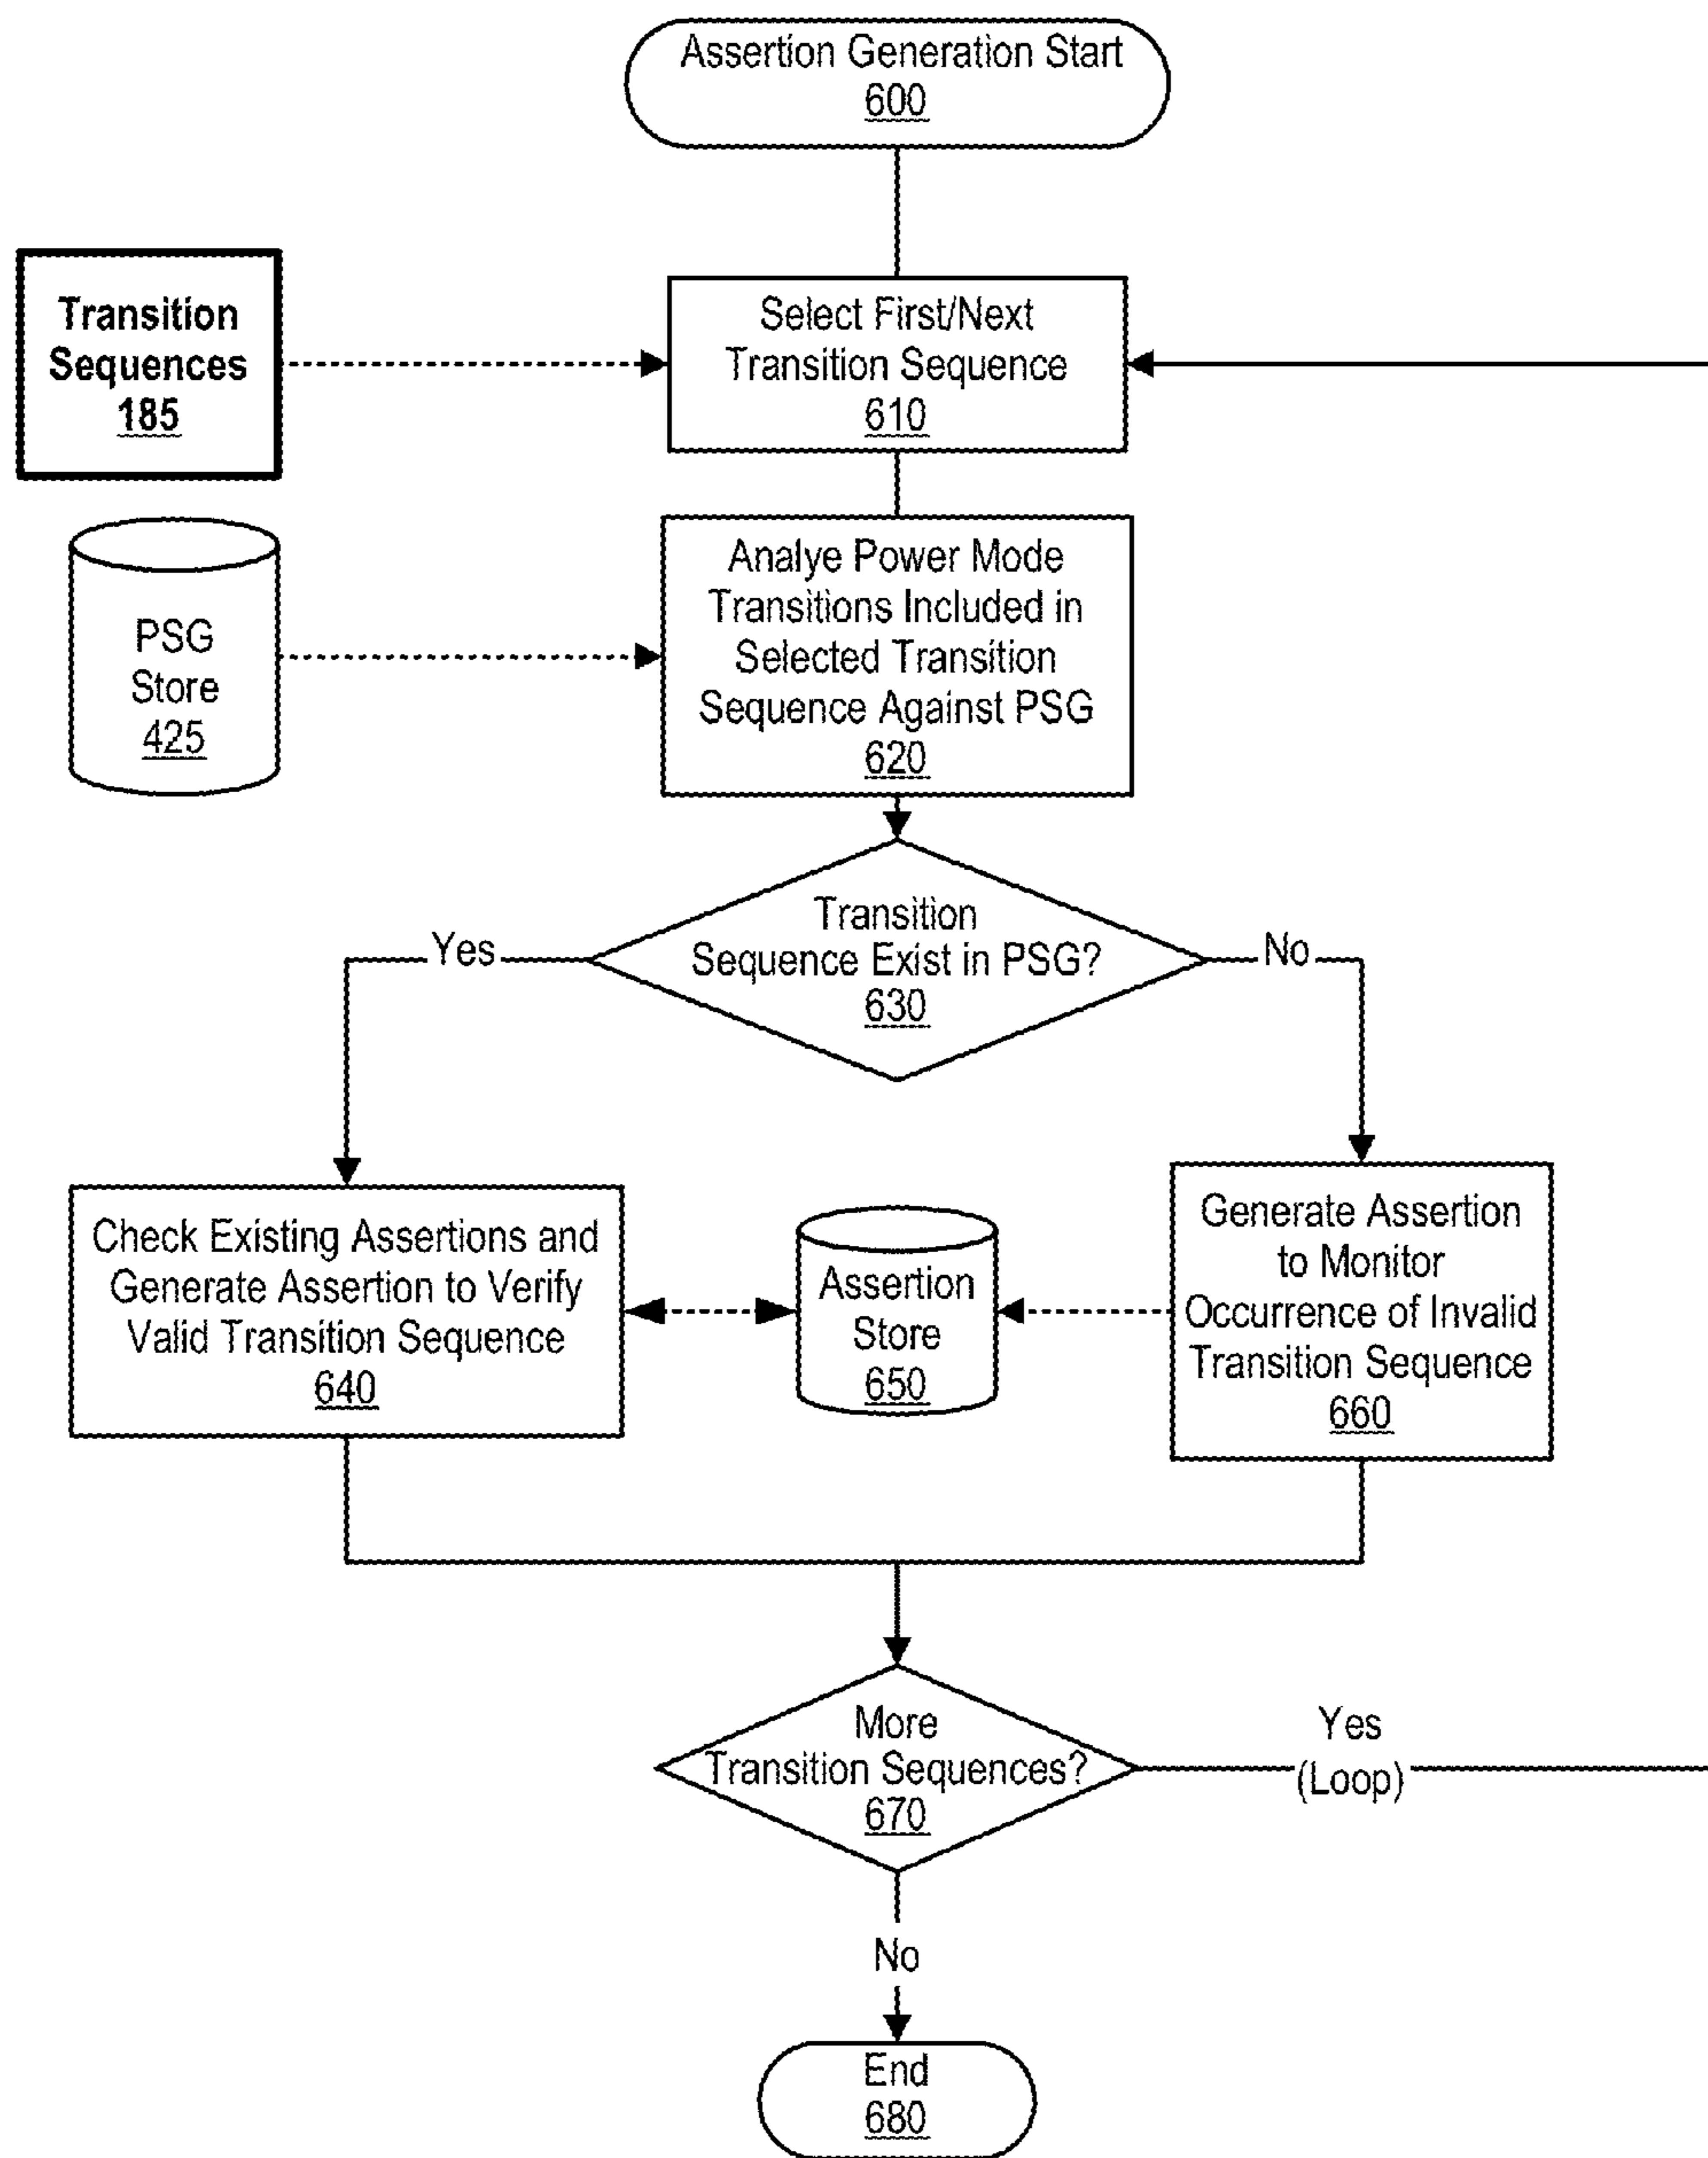 Assertion Generation Start
600
Transition
Sequences
185
Select First/Next
Transition Sequence
610
PSG
Store
425
Analye Power Mode
Transitions Included in
Selected Transition
Sequence Against PSG
620
Transition
Sequence Exist in PSG?
630
Yes
No
Check Existing Assertions and
Generate Assertion to Verify
Valid Transition Sequence
640
Assertion
Store
650
Generate Assertion
to Monitor
Occurrence of Invalid
Transition Sequence
660
More
Transition Sequences?
670
Yes
(Loop)
No
End
680